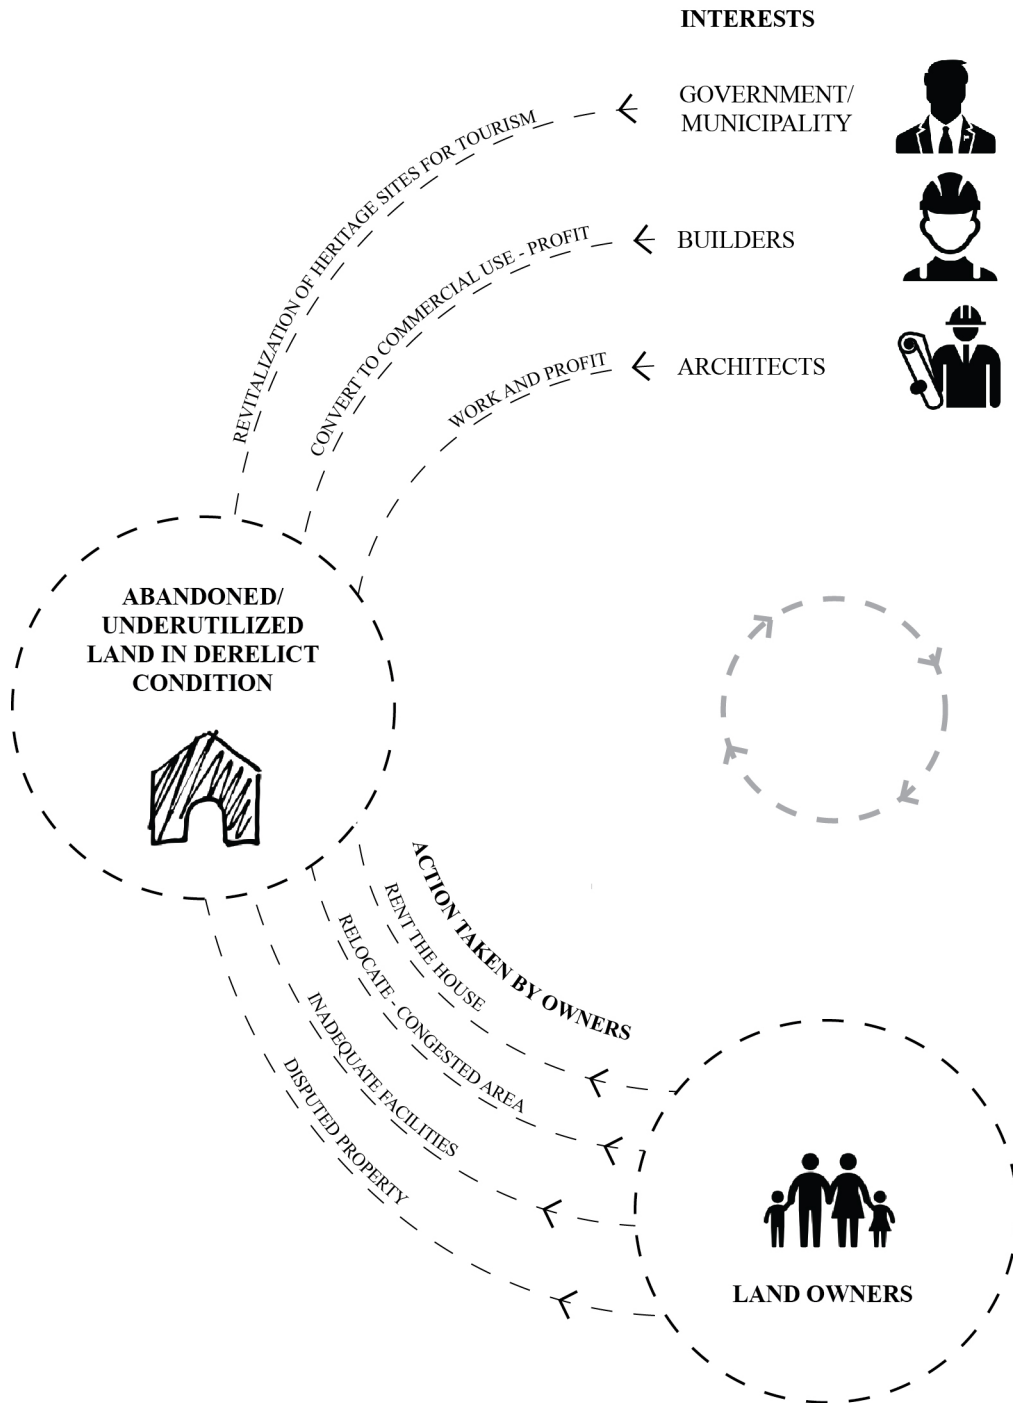 INTERESTS
GOVERNMENT/
MUNICIPALITY
REVITALIZATION OF HERITAGE SITES FOR TOURISM
BUILDERS
CONVERT TO COMMERCIAL USE - PROFIT
ARCHITECTS
WORK AND PROFIT
ABANDONED/
UNDERUTILIZED
LAND IN DERELICT
CONDITION
ACTION TAKEN BY OWNERS
RENT THE HOUSE
RELOCATE - CONGESTED AREA
INADEQUATE FACILITIES
DISPUTED PROPERTY
LAND OWNERS